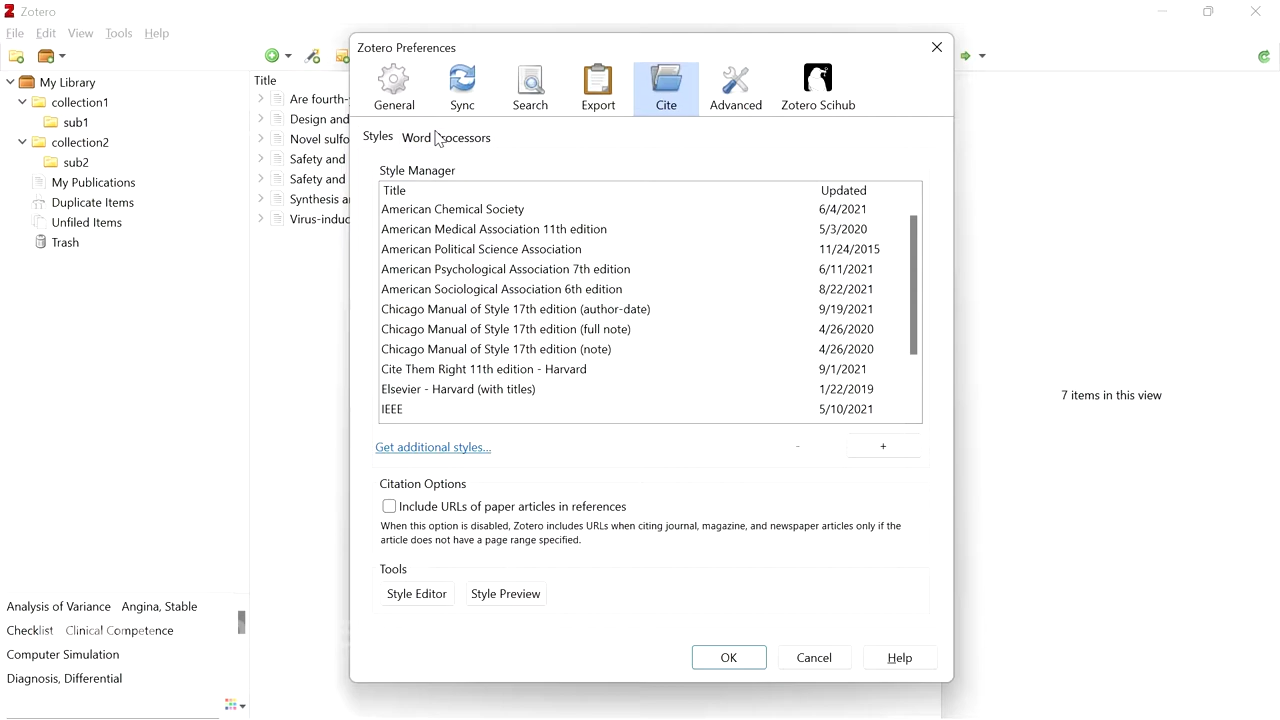 Zotero
File Edit View Tools Help
My Library
collection1
sub1
collection2
sub2
My Publications
Duplicate Items
Unfiled Items
Trash
Analysis of Variance Angina, Stable
Checklist Clinical Competence
Computer Simulation
Diagnosis, Differential
Title
Are fourth-
Design and
Novel sulfo
Safety and
Safety and
Synthesis a
Virus-induc
Zotero Preferences
General Sync Search Export Cite Advanced Zotero Scihub
Styles Word
Style Manager
Title Updated
American Chemical Society 6/4/2021
American Medical Association 11th edition 5/3/2020
American Political Science Association 11/24/2015
American Psychological Association 7th edition 6/11/2021
American Sociological Association 6th edition 8/22/2021
Chicago Manual of Style 17th edition (author-date) 9/19/2021
Chicago Manual of Style 17th edition (full note) 4/26/2020
Chicago Manual of Style 17th edition (note) 4/26/2020
Cite Them Right 11th edition - Harvard 9/1/2021
Elsevier - Harvard (with titles) 1/22/2019
IEEE 5/10/2021
Get additional styles... - +
Citation Options
Include URLs of paper articles in references
When this option is disabled, Zotero includes URLs when citing journal, magazine, and newspaper articles only if the
article does not have a page range specified.
Tools
Style Editor Style Preview
OK Cancel Help
7 items in this view